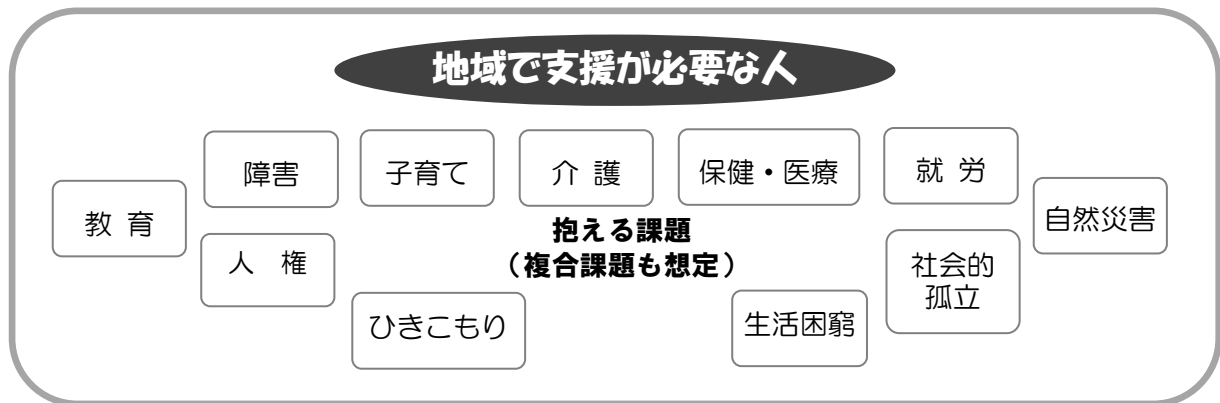 地域で支援が必要な人
障害
子育て
介 護
保健・医療
就 労
教 育
自然災害
抱える課題
（複合課題も想定）
人　権
社会的
孤立
ひきこもり
生活困窮